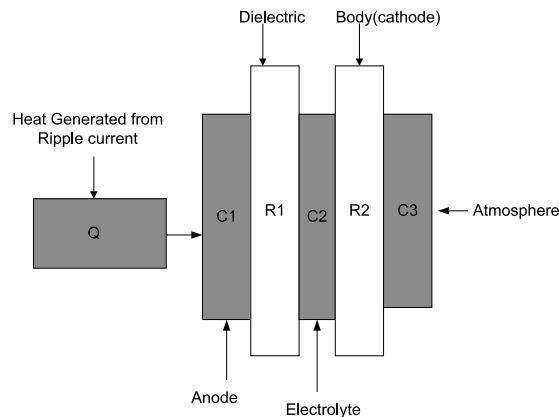 Dielectric
Body(cathode)
Heat Generated from
Ripple current
C1
R1
C2
R2
C3
Q
Atmosphere
Anode
Electrolyte